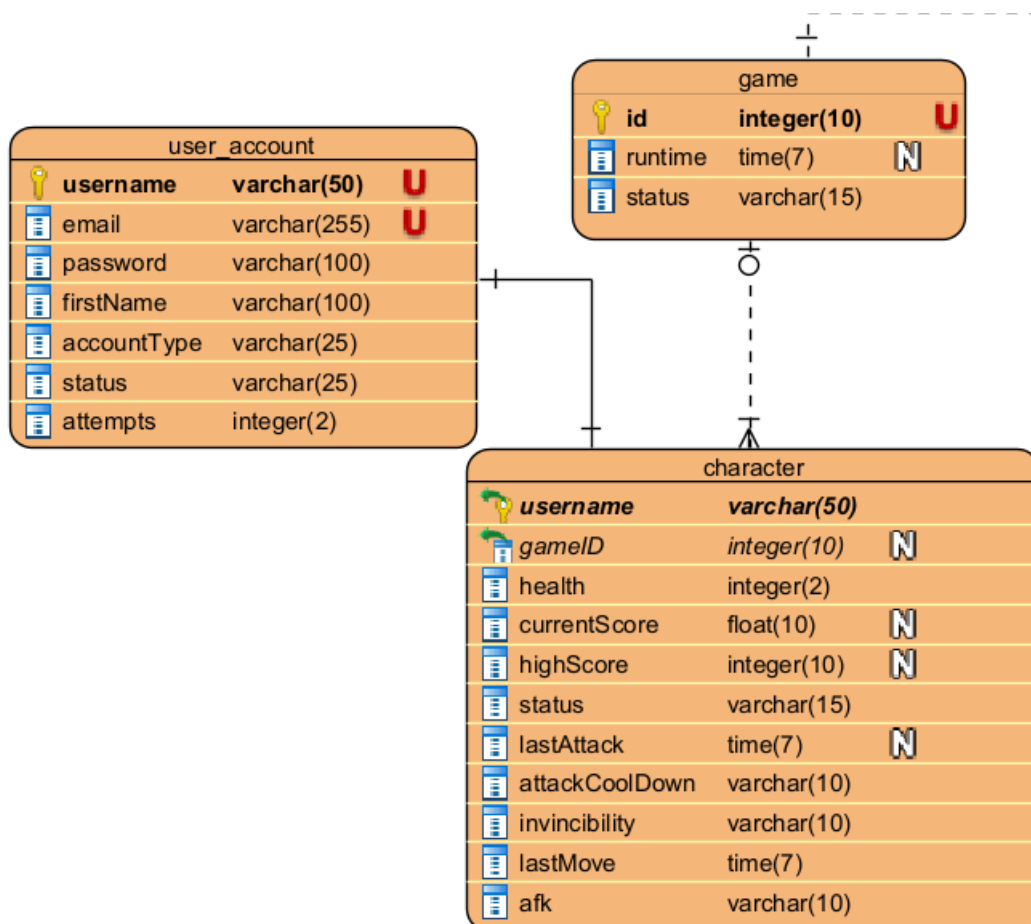 game
id integer(10) U
runtime time(7) N
status varchar(15)
user_account
username varchar(50) U
email varchar(255) U
password varchar(100)
firstName varchar(100)
accountType varchar(25)
status varchar(25)
attempts integer(2)
character
username varchar(50)
gameID integer(10) N
health integer(2)
currentScore float(10) N
highScore integer(10) N
status varchar(15)
lastAttack time(7) N
attackCoolDown varchar(10)
invincibility varchar(10)
lastMove time(7)
afk varchar(10)